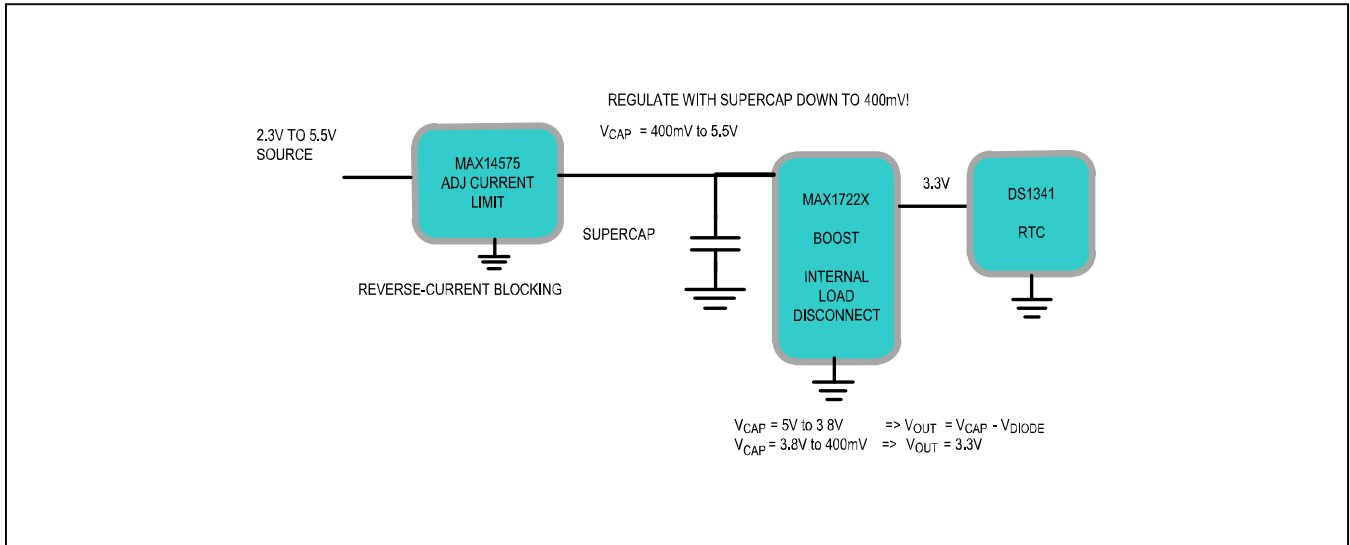 REGULATE WITH SUPERCAP DOWN TO 400mV!
2.3V TO 5.5V
SOURCE
VCAP = 400mV to 5.5V
MAX14575
ADJ CURRENT
LIMIT
REVERSE-CURRENT BLOCKING
SUPERCAP
MAX1722X
BOOST
INTERNAL
LOAD
DISCONNECT
3.3V
DS1341
RTC
VCAP = 5V to 3 8V => VOUT = VCAP - VDIODE
VCAP = 3.8V to 400mV => VOUT = 3.3V